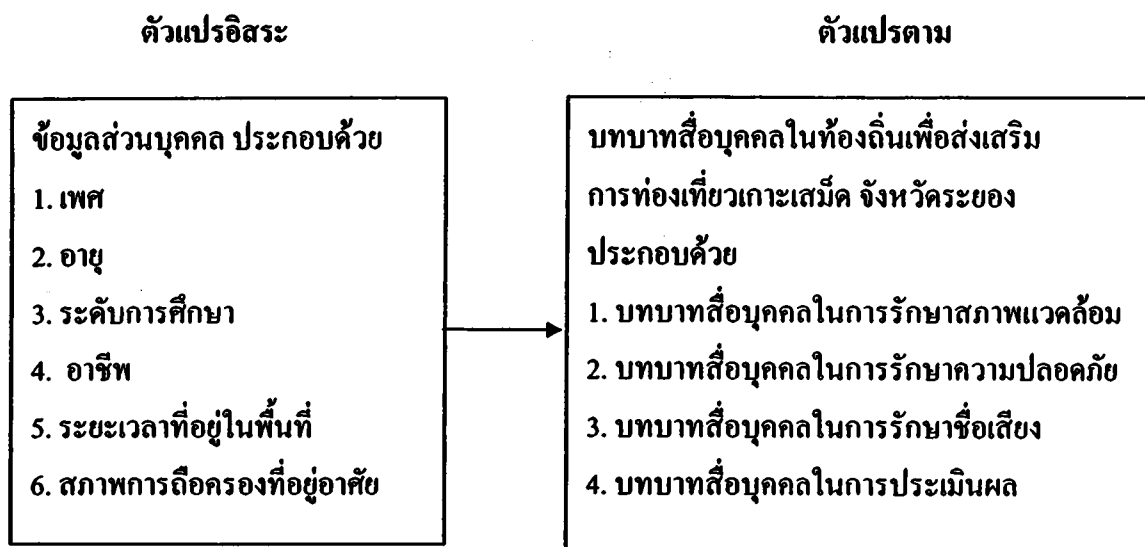 ตัวแปรอิสระ
ข้อมูลส่วนบุคคล ประกอบด้วย
1. เพศ
2. อายุ
3. ระดับการศึกษา
4. อาชีพ
5. ระยะเวลาที่อยู่ในพื้นที่
6. สภาพการถือครองที่อยู่อาศัย
ตัวแปรตาม
บทบาทสื่อบุคคลในท้องถิ่นเพื่อส่งเสริม
การท่องเที่ยวเกาะเสม็ด จังหวัดระยอง
ประกอบด้วย
1. บทบาทสื่อบุคคลในการรักษาสภาพแวดล้อม
2. บทบาทสื่อบุคคลในการรักษาความปลอดภัย
3. บทบาทสื่อบุคคลในการรักษาชื่อเสียง
4. บทบาทสื่อบุคคลในการประเมินผล